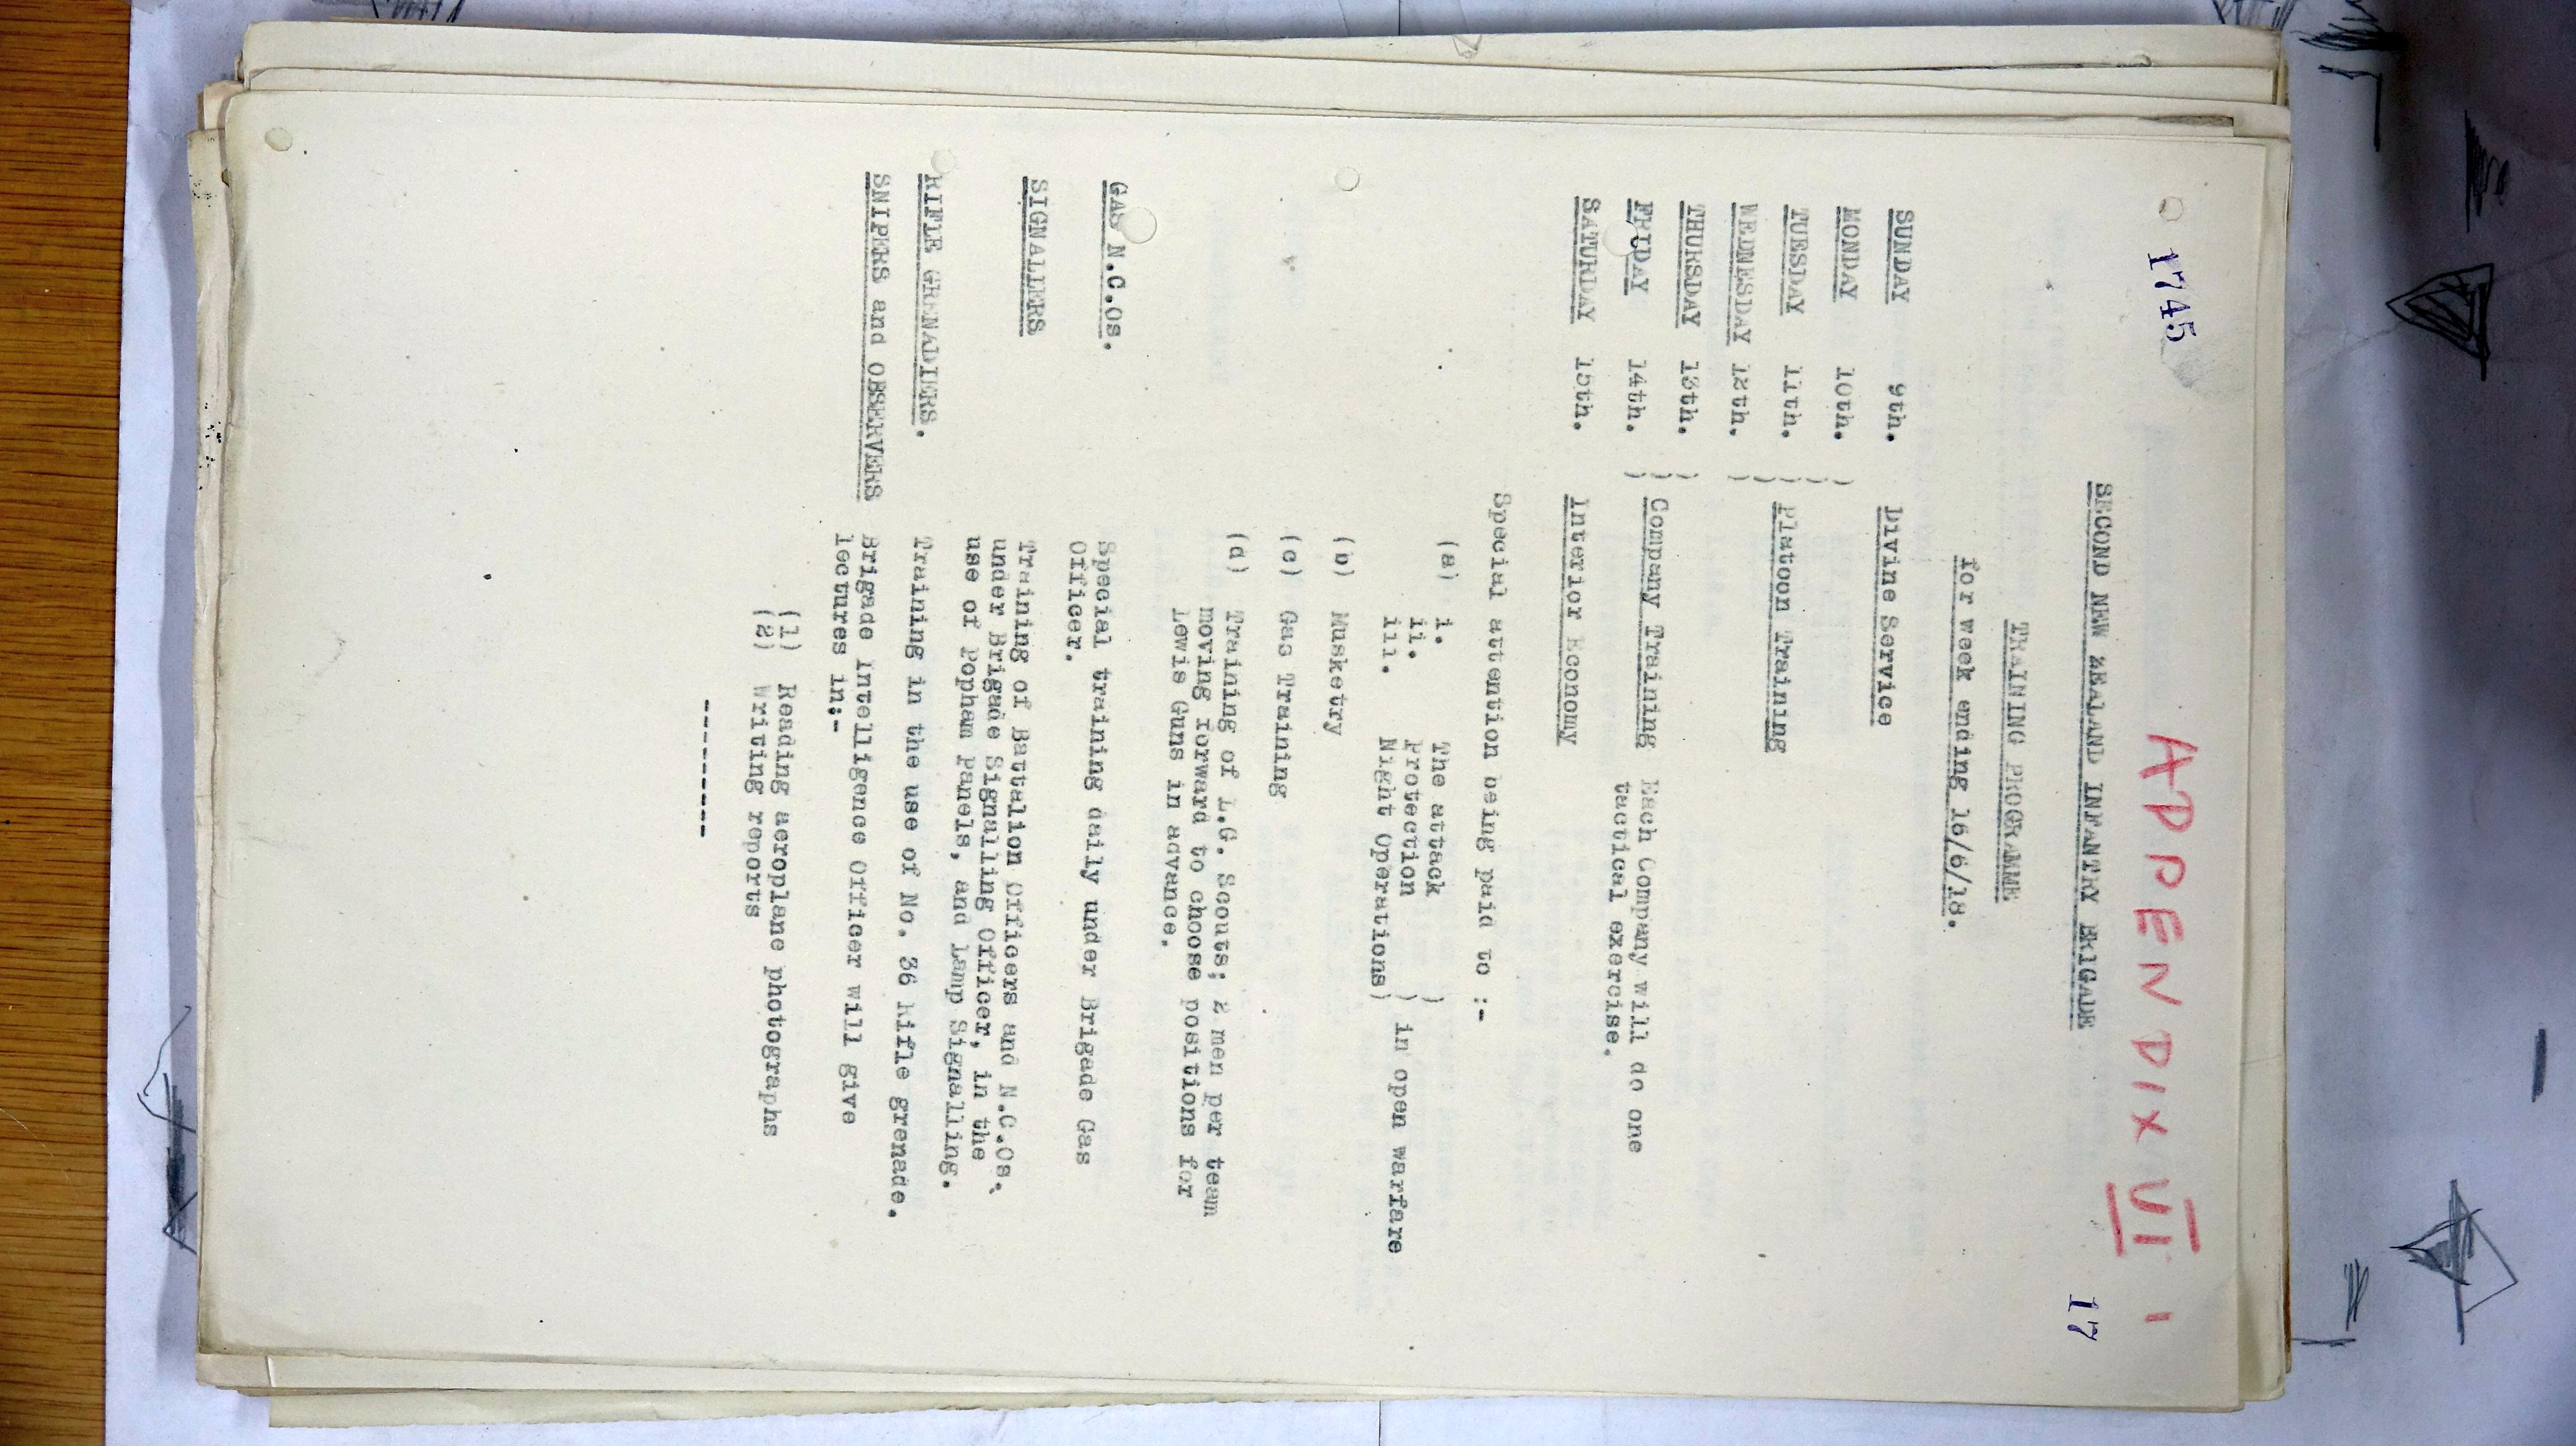 1745
APPENDIX VI.
17
SECOND NEW ZEALAND INFANTRY BRIGADE
TRAINING PROGRAMME
for week ending 16/6/18.
SUNDAY 9th. Divine Service
MONDAY 10th. )
TUESDAY 11th. ) Platoon Training
WEDNESDAY 12th. )
THURSDAY 13th. )
FRIDAY 14th. ) Company Training Each Company will do one
tactical exercise.
SATURDAY 15th. Interior Economy
Special attention being paid to :-
(a) i. The attack )
ii. Protection ) in open warfare
iii. Night Operations)
(b) Musketry
(c) Gas Training
(d) Training of L.G. Scouts; 2 men per team
moving forward to choose positions for
Lewis Guns in advance.
GAS N.C.Os. Special training daily under Brigade Gas
Officer.
SIGNALLERS Training of Battalion Officers and N.C.Os.
under Brigade Signalling Officer, in the
use of Popham Panels, and Lamp Signalling.
RIFLE GRENADIERS. Training in the use of No. 36 Rifle grenade.
SNIPERS and OBSERVERS Brigade Intelligence Officer will give
lectures in:-
(1) Reading aeroplane photographs
(2) Writing reports
---------